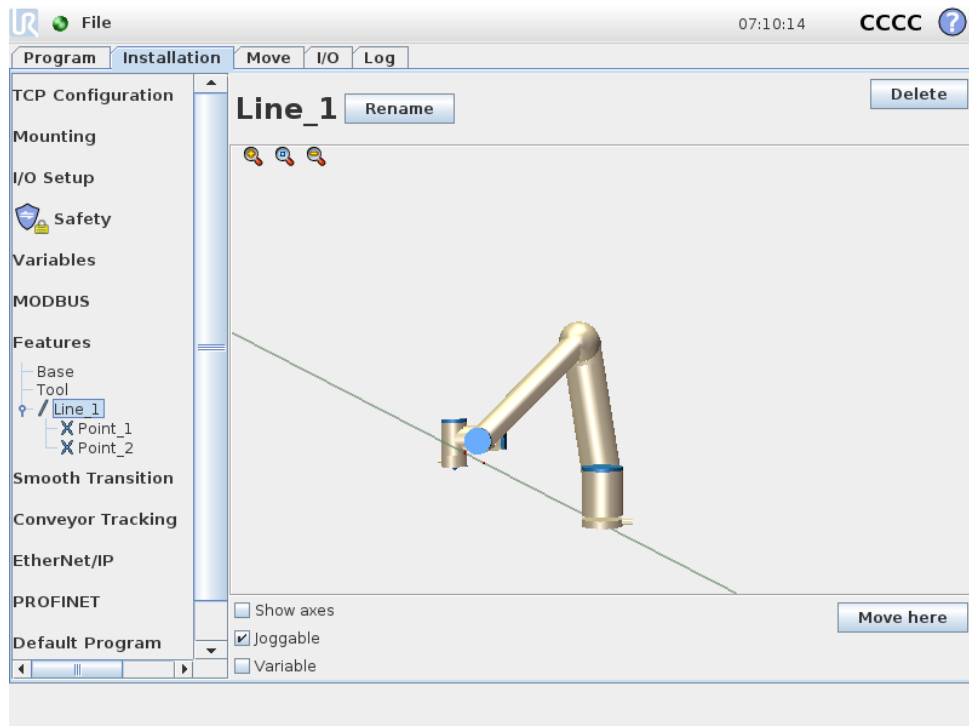 UR File 07:10:14 CCCC ?
Program Installation Move I/O Log
TCP Configuration
Mounting
I/O Setup
Safety
Variables
MODBUS
Features
Base
Tool
Line_1
Point_1
Point_2
Smooth Transition
Conveyor Tracking
EtherNet/IP
PROFINET
Default Program
Line_1 Rename Delete
Show axes
Joggable
Variable
Move here